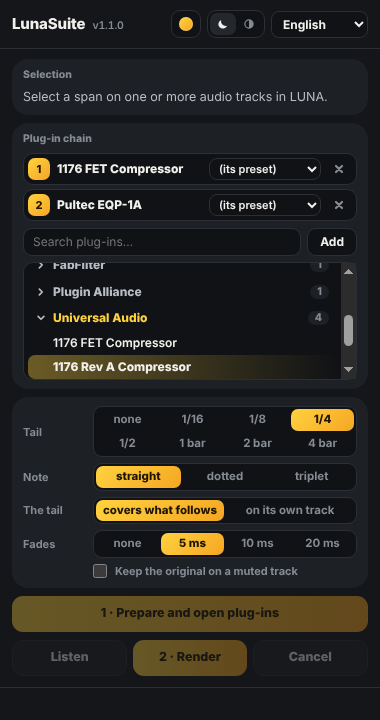 LunaSuite v1.1.0 English
Selection
Select a span on one or more audio tracks in LUNA.
Plug-in chain
1 1176 FET Compressor (its preset)
2 Pultec EQP-1A (its preset)
Search plug-ins... Add
FabFilter 1
Plugin Alliance 1
Universal Audio 4
1176 FET Compressor
1176 Rev A Compressor
Tail none 1/16 1/8 1/4
1/2 1 bar 2 bar 4 bar
Note straight dotted triplet
The tail covers what follows on its own track
Fades none 5 ms 10 ms 20 ms
Keep the original on a muted track
1 · Prepare and open plug-ins
Listen 2 · Render Cancel